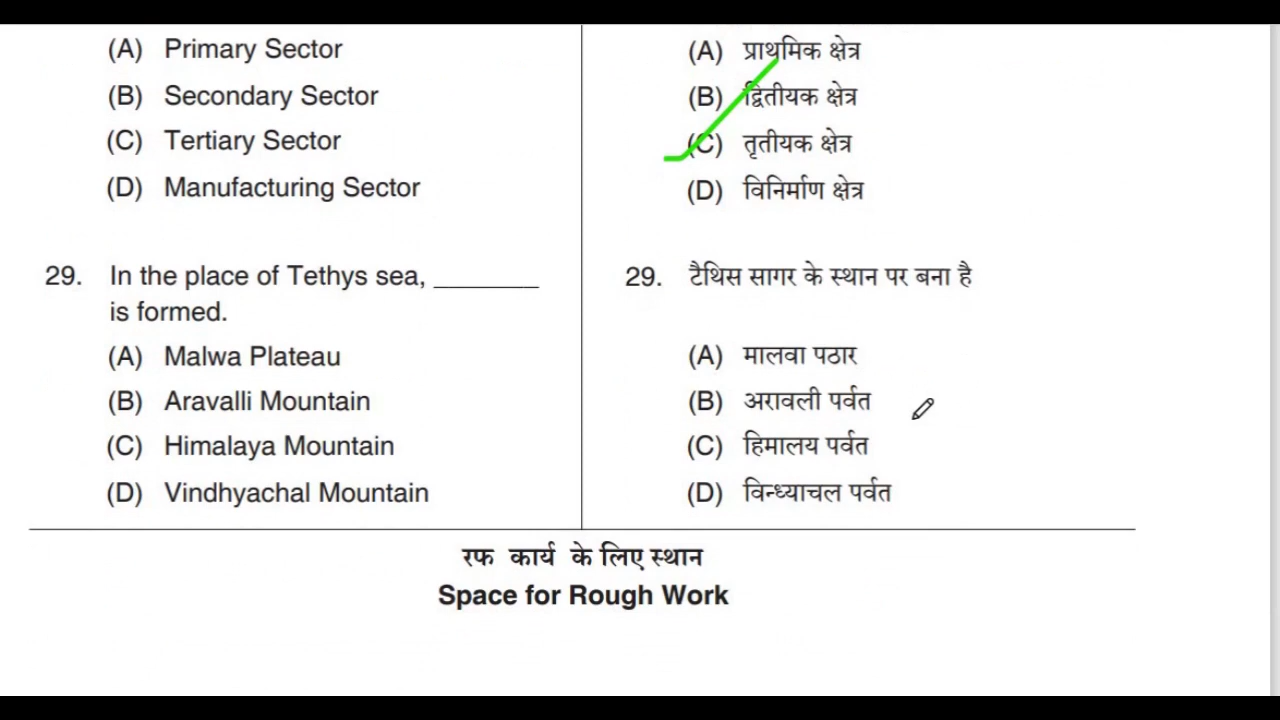 (A) Primary Sector
(B) Secondary Sector
(C) Tertiary Sector
(D) Manufacturing Sector
29. In the place of Tethys sea, _______
is formed.
(A) Malwa Plateau
(B) Aravalli Mountain
(C) Himalaya Mountain
(D) Vindhyachal Mountain
(A) प्राथमिक क्षेत्र
(B) द्वितीयक क्षेत्र
(C) तृतीयक क्षेत्र
(D) विनिर्माण क्षेत्र
29. टैथिस सागर के स्थान पर बना है
(A) मालवा पठार
(B) अरावली पर्वत
(C) हिमालय पर्वत
(D) विन्ध्याचल पर्वत
रफ कार्य के लिए स्थान
Space for Rough Work